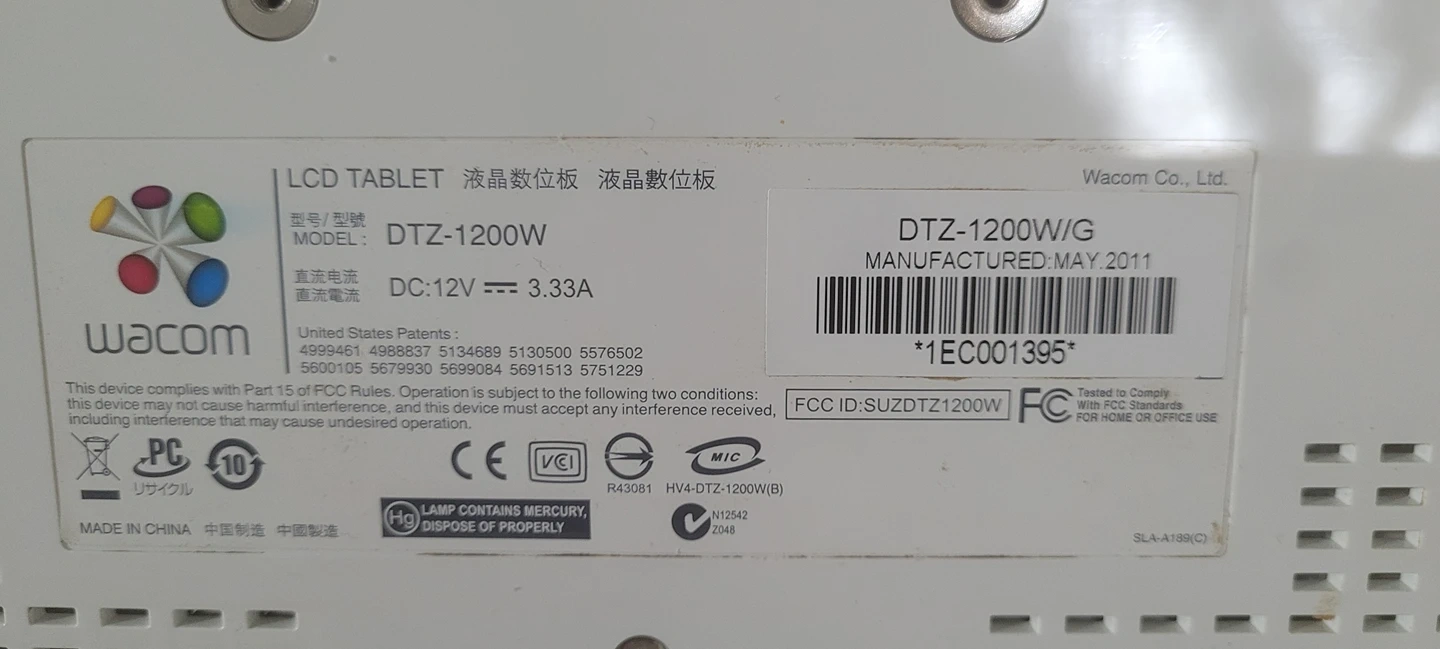 LCD TABLET 液晶数位板 液晶數位板
Wacom Co., Ltd.
型号/型號
MODEL : DTZ-1200W
直流电流
直流電流
DC:12V 3.33A
wacom
United States Patents :
4999461 4988837 5134689 5130500 5576502
5600105 5679930 5699084 5691513 5751229
DTZ-1200W/G
MANUFACTURED:MAY.2011
*1EC001395*
This device complies with Part 15 of FCC Rules. Operation is subject to the following two conditions:
this device may not cause harmful interference, and this device must accept any interference received,
including interference that may cause undesired operation.
FCC ID:SUZDTZ1200W
FC
Tested to Comply
With FCC Standards
FOR HOME OR OFFICE USE
PC
リサイクル
10
CE
VCI
R43081
MIC
HV4-DTZ-1200W(B)
Hg
LAMP CONTAINS MERCURY,
DISPOSE OF PROPERLY
N12542
Z048
MADE IN CHINA 中国制造 中國製造
SLA-A189(C)